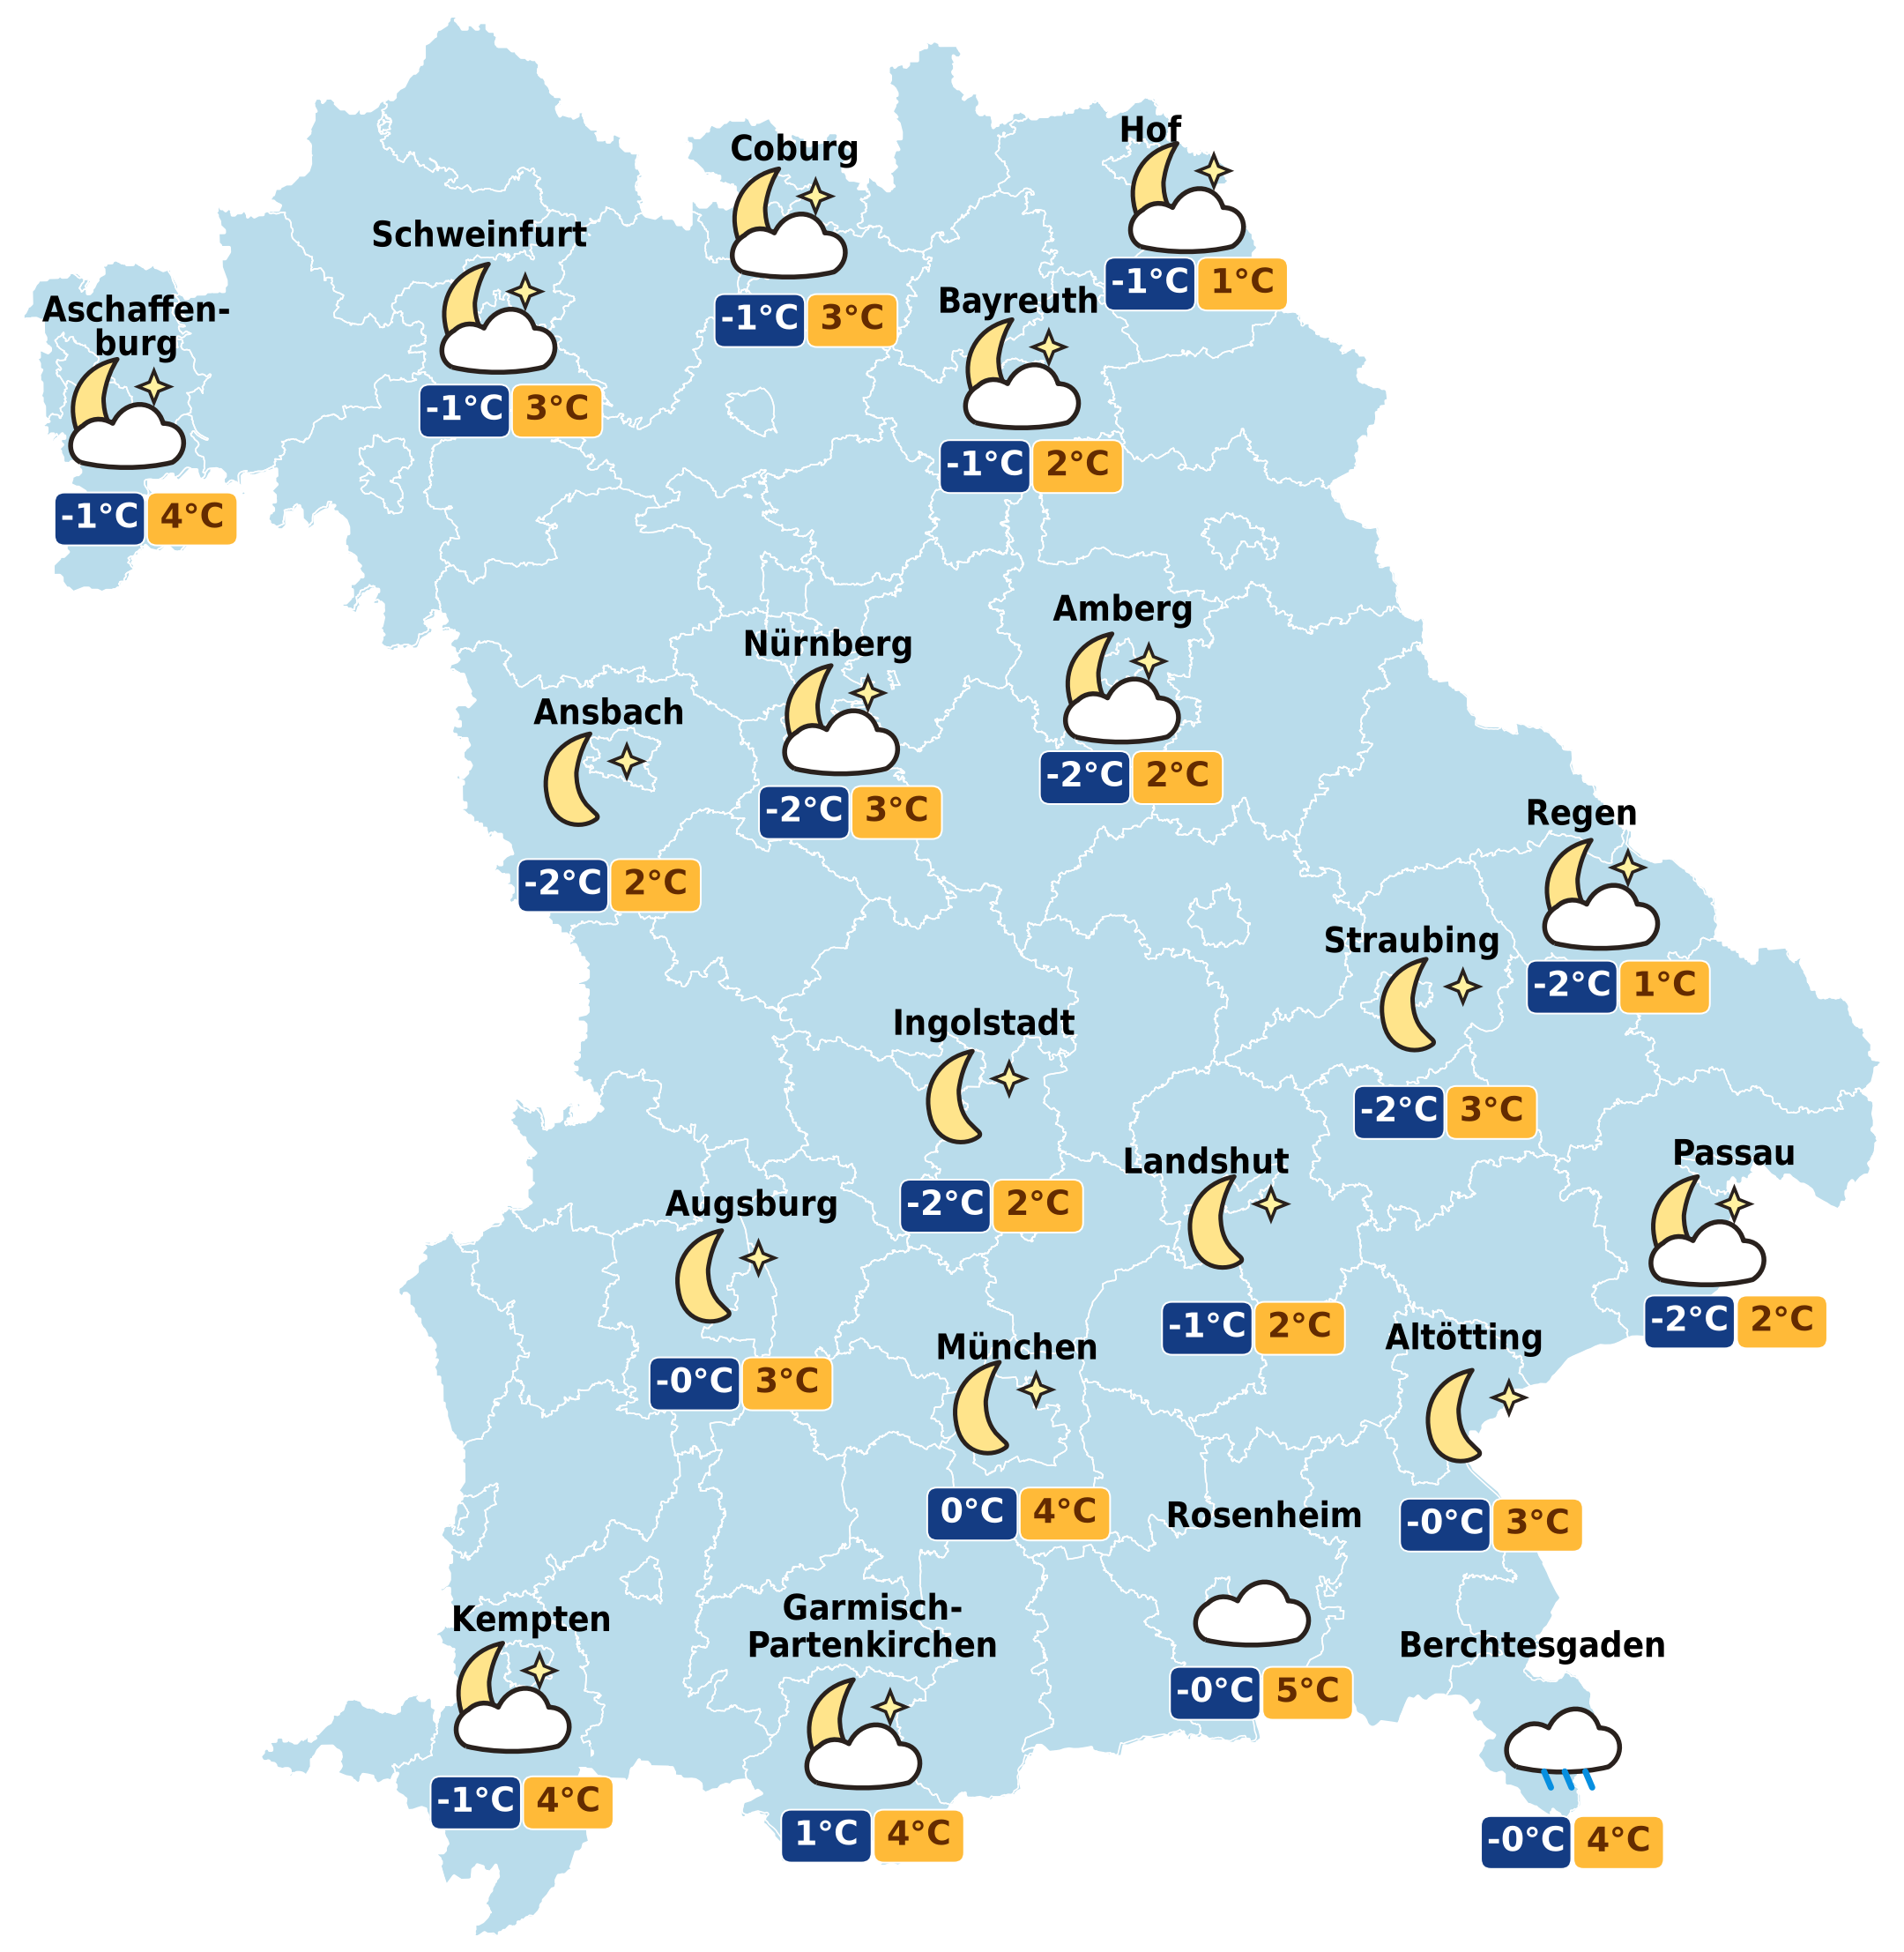 Hof
-1°C 1°C
Coburg
-1°C 3°C
Schweinfurt
-1°C 3°C
Bayreuth
-1°C 2°C
Aschaffen-
burg
-1°C 4°C
Amberg
-2°C 2°C
Nürnberg
-2°C 3°C
Ansbach
-2°C 2°C
Regen
-2°C 1°C
Straubing
-2°C 3°C
Ingolstadt
-2°C 2°C
Passau
-2°C 2°C
Landshut
-1°C 2°C
Augsburg
-0°C 3°C
Altötting
-0°C 3°C
München
0°C 4°C
Rosenheim
-0°C 5°C
Garmisch-
Partenkirchen
1°C 4°C
Kempten
-1°C 4°C
Berchtesgaden
-0°C 4°C